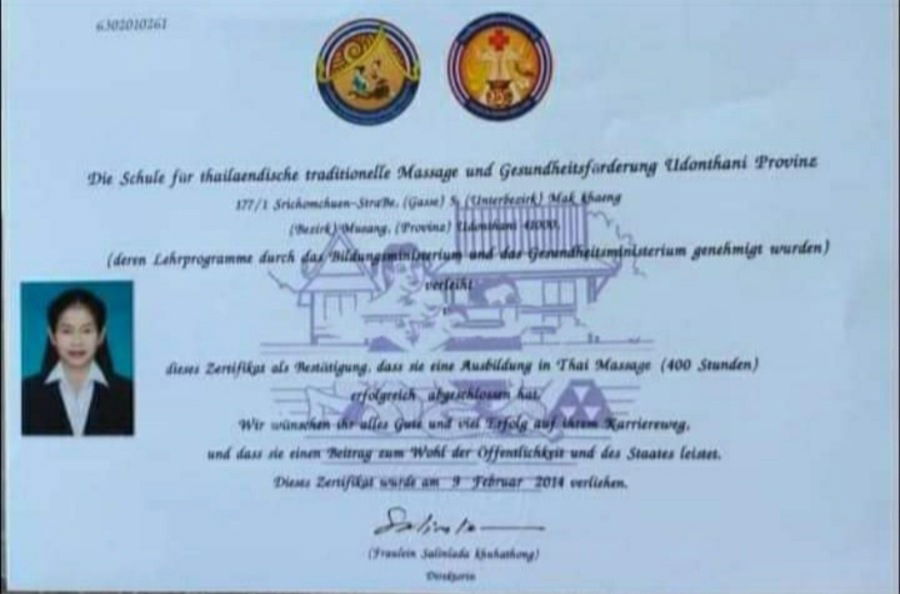 6302010261
Die Schule für thailaendische traditionelle Massage und Gesundheitsforderung Udonthani Provinz
177/1 Srichomchuen-Straße, (Gasse) 5, (Unterbezirk) Mak Khaeng
(Bezirk) Mueang, (Provinz) Udonthani 41000,
(deren Lehrprogramme durch das Bildungsministerium und das Gesundheitsministerium genehmigt wurden)
verleiht
dieses Zertifikat als Bestätigung, dass sie eine Ausbildung in Thai Massage (400 Stunden)
erfolgreich abgeschlossen hat.
Wir wünschen ihr alles Gute und viel Erfolg auf ihrem Karriereweg,
und dass sie einen Beitrag zum Wohl der Öffentlichkeit und des Staates leistet.
Dieses Zertifikat wurde am 9 Februar 2014 verliehen.
(Fraulein Salinlada Khuhathong)
Direktorin